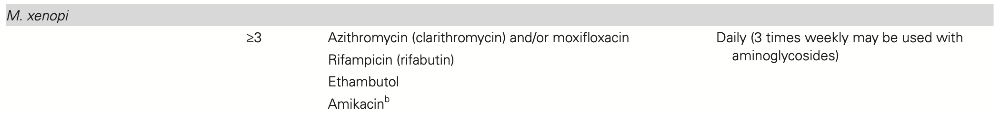 M. xenopi
≥3 Azithromycin (clarithromycin) and/or moxifloxacin Daily (3 times weekly may be used with
aminoglycosides)
Rifampicin (rifabutin)
Ethambutol
Amikacinᵇ